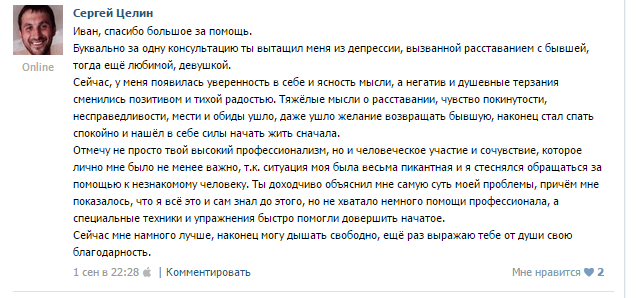 Сергей Целин
Иван, спасибо большое за помощь.
Буквально за одну консультацию ты вытащил меня из депрессии, вызванной расставанием с бывшей,
тогда ещё любимой, девушкой.
Сейчас, у меня появилась уверенность в себе и ясность мысли, а негатив и душевные терзания
сменились позитивом и тихой радостью. Тяжёлые мысли о расставании, чувство покинутости,
несправедливости, мести и обиды ушло, даже ушло желание возвращать бывшую, наконец стал спать
спокойно и нашёл в себе силы начать жить сначала.
Отмечу не просто твой высокий профессионализм, но и человеческое участие и сочувствие, которое
лично мне было не менее важно, т.к. ситуация моя была весьма пикантная и я стеснялся обращаться за
помощью к незнакомому человеку. Ты доходчиво объяснил мне самую суть моей проблемы, причём мне
показалось, что я всё это и сам знал до этого, но не хватало немного помощи профессионала, а
специальные техники и упражнения быстро помогли довершить начатое.
Сейчас мне намного лучше, наконец могу дышать свободно, ещё раз выражаю тебе от души свою
благодарность.
Online
1 сен в 22:28 | Комментировать
Мне нравится 2